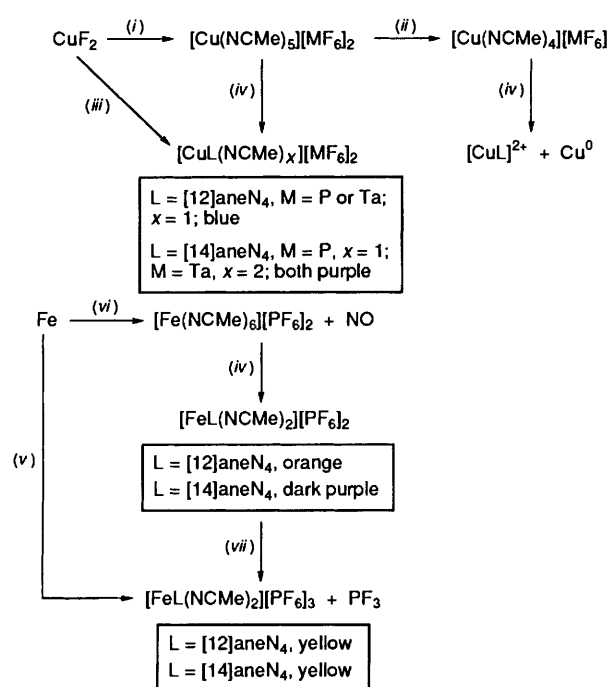 (i) (ii)
CuF₂ [Cu(NCMe)₅][MF₆]₂ [Cu(NCMe)₄][MF₆]
(iii) (iv) (iv)
[CuL(NCMe)ₓ][MF₆]₂ [CuL]²⁺ + Cu⁰
L = [12]aneN₄, M = P or Ta;
x = 1; blue
L = [14]aneN₄, M = P, x = 1;
M = Ta, x = 2; both purple
(vi)
Fe [Fe(NCMe)₆][PF₆]₂ + NO
(iv)
[FeL(NCMe)₂][PF₆]₂
(v)
L = [12]aneN₄, orange
L = [14]aneN₄, dark purple
(vii)
[FeL(NCMe)₂][PF₆]₃ + PF₃
L = [12]aneN₄, yellow
L = [14]aneN₄, yellow